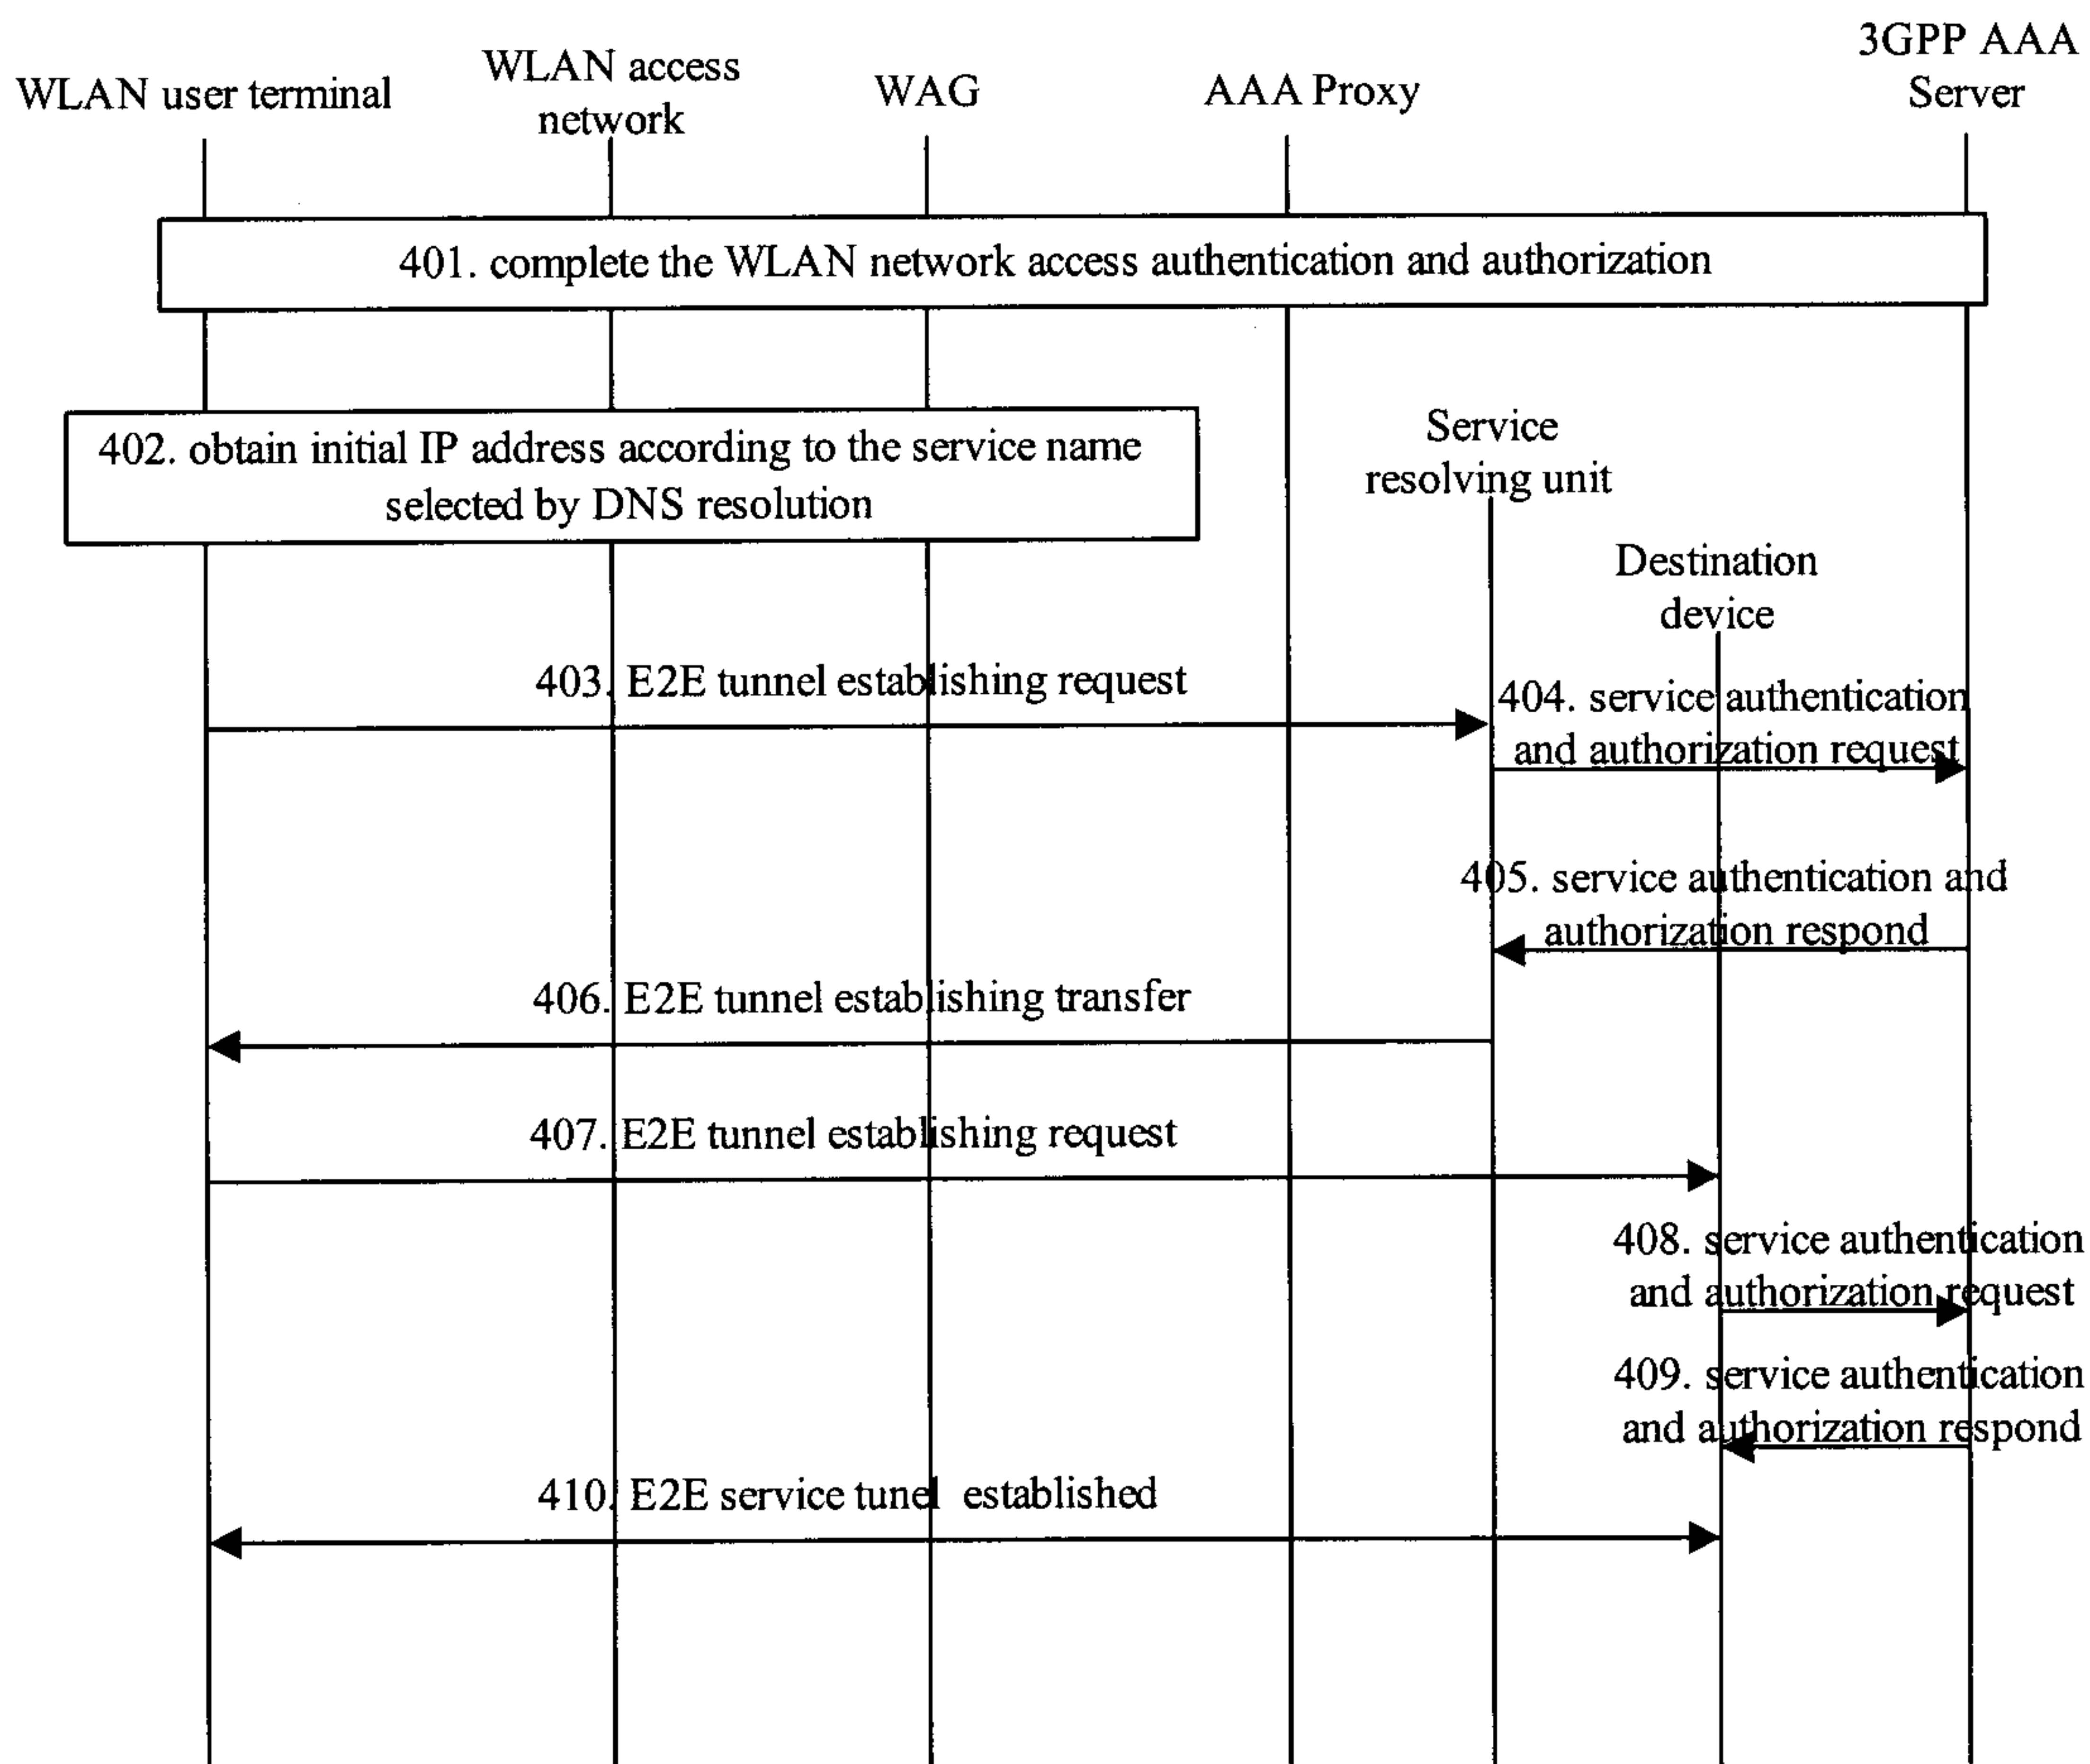 3GPP AAA
Server
WLAN user terminal
WLAN access
network
WAG
AAA Proxy
401. complete the WLAN network access authentication and authorization
402. obtain initial IP address according to the service name
selected by DNS resolution
Service
resolving unit
Destination
device
403. E2E tunnel establishing request
404. service authentication
and authorization request
405. service authentication and
authorization respond
406. E2E tunnel establishing transfer
407. E2E tunnel establishing request
408. service authentication
and authorization request
409. service authentication
and authorization respond
410. E2E service tunel established